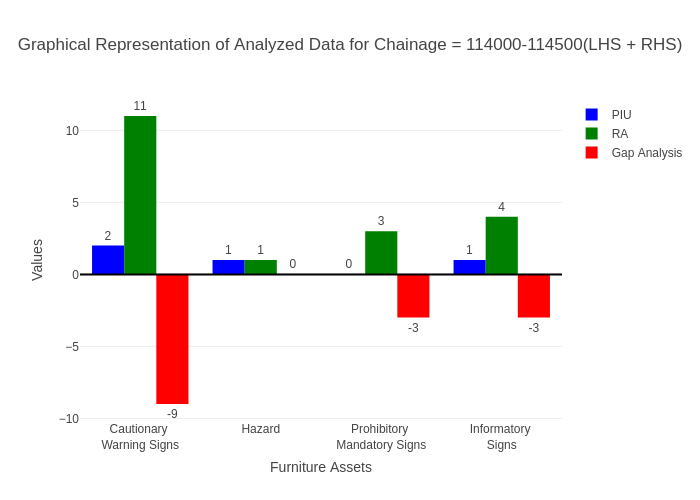 Graphical Representation of Analyzed Data for Chainage = 114000-114500(LHS + RHS)
PIU
RA
Gap Analysis
Values
10
5
0
−5
−10
2
11
-9
1
1
0
0
3
-3
1
4
-3
Cautionary
Warning Signs
Hazard
Prohibitory
Mandatory Signs
Informatory
Signs
Furniture Assets